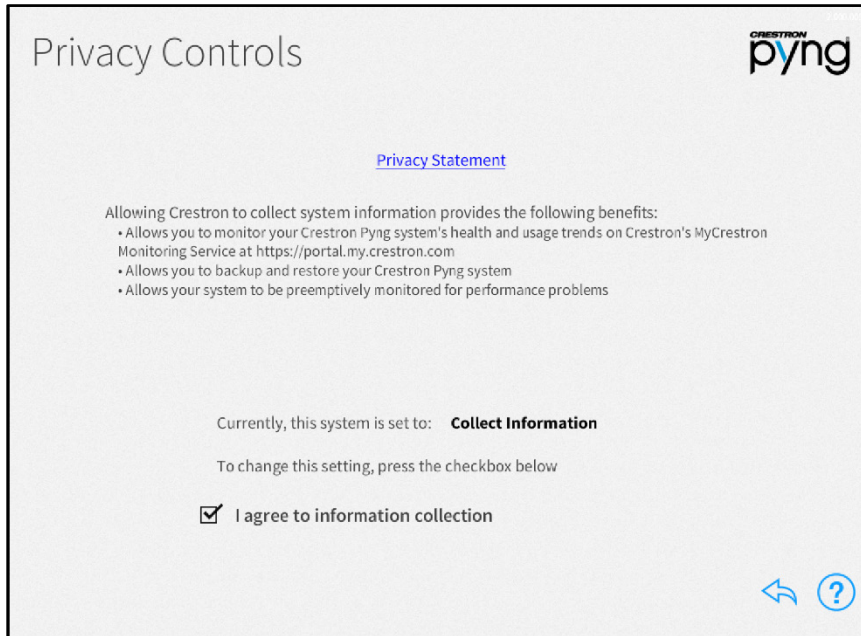 Privacy Controls
CRESTRON
pyng
Privacy Statement
Allowing Crestron to collect system information provides the following benefits:
• Allows you to monitor your Crestron Pyng system's health and usage trends on Crestron's MyCrestron
Monitoring Service at https://portal.my.crestron.com
• Allows you to backup and restore your Crestron Pyng system
• Allows your system to be preemptively monitored for performance problems
Currently, this system is set to: Collect Information
To change this setting, press the checkbox below
I agree to information collection
?